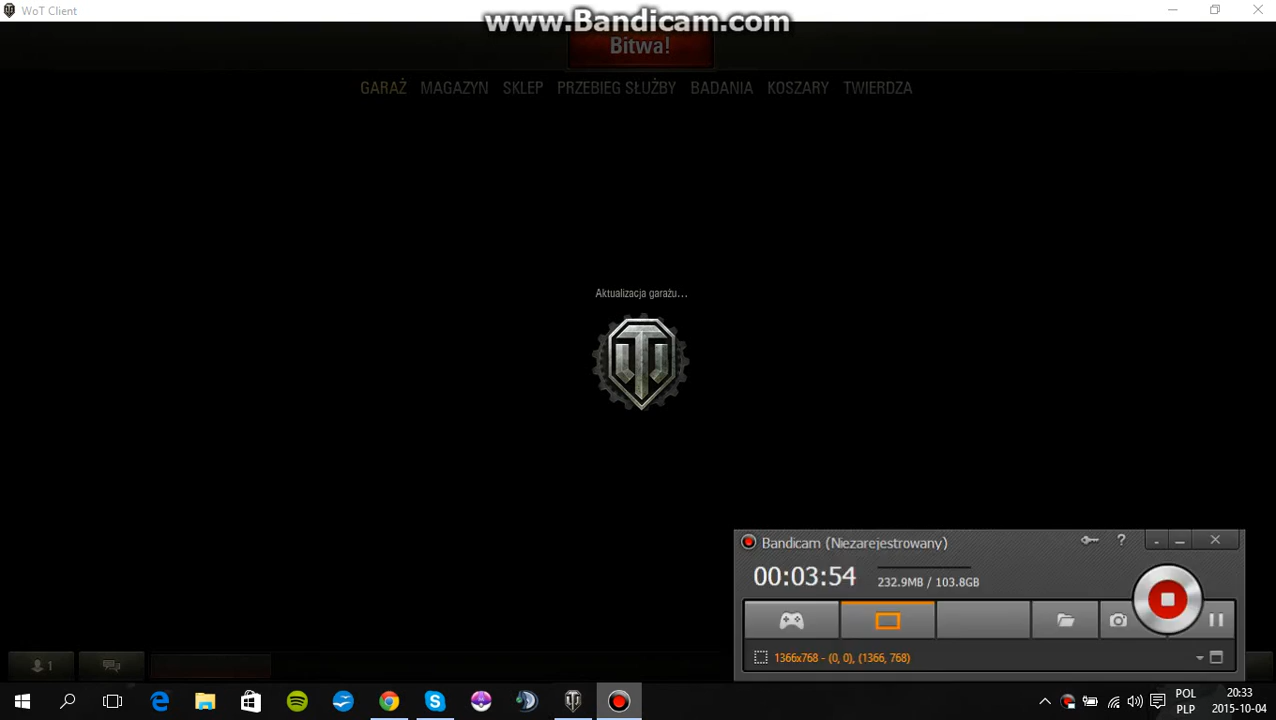 WoT Client
www.Bandicam.com
Bitwa!
GARAŻ MAGAZYN SKLEP PRZEBIEG SŁUŻBY BADANIA KOSZARY TWIERDZA
Aktualizacja garażu...
Bandicam (Niezarejestrowany)
?
00:03:54
232.9MB / 103.8GB
1366x768 - (0, 0), (1366, 768)
1
POL
PLP
20:33
2015-10-04